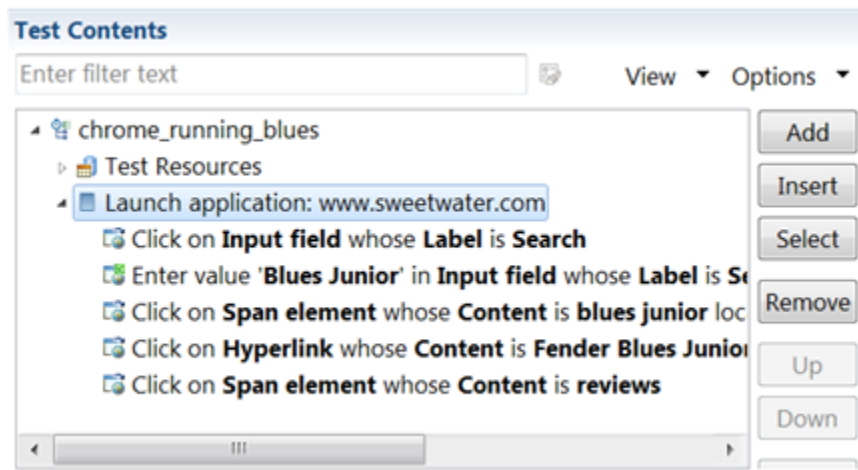 Test Contents
Enter filter text
View
Options
chrome_running_blues
Test Resources
Launch application: www.sweetwater.com
Click on Input field whose Label is Search
Enter value 'Blues Junior' in Input field whose Label is
Click on Span element whose Content is blues junior loc
Click on Hyperlink whose Content is Fender Blues Junior
Click on Span element whose Content is reviews
Add
Insert
Select
Remove
Up
Down